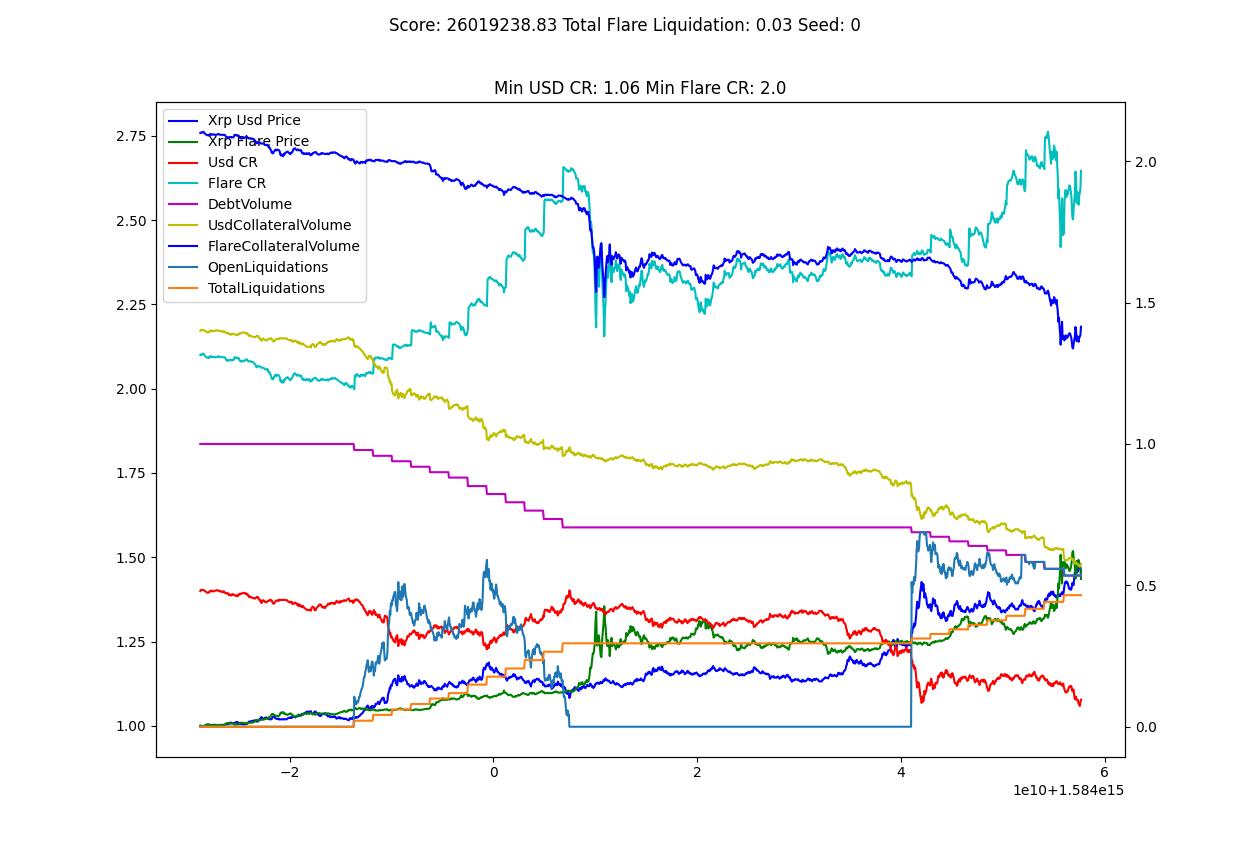 Score: 26019238.83 Total Flare Liquidation: 0.03 Seed: 0
Min USD CR: 1.06 Min Flare CR: 2.0
Xrp Usd Price
Xrp Flare Price
Usd CR
Flare CR
DebtVolume
UsdCollateralVolume
FlareCollateralVolume
OpenLiquidations
TotalLiquidations
2.75
2.50
2.25
2.00
1.75
1.50
1.25
1.00
2.0
1.5
1.0
0.5
0.0
−2
0
2
4
6
1e10+1.584e15